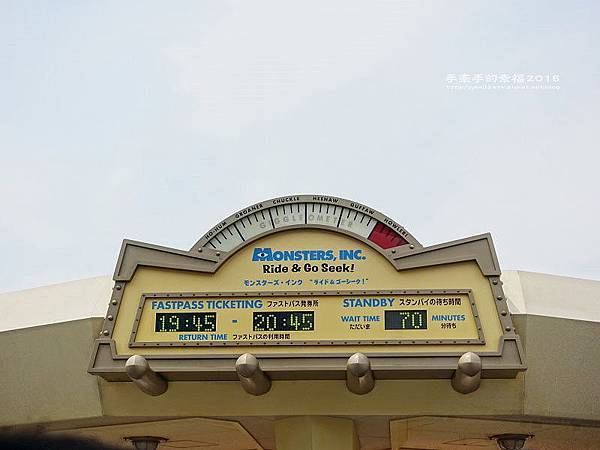 手牽手的幸福2016
HO-HUM GROANER CHUCKLE HEEHAW GUFFAW HOWLER!
GIGGLEOMETER
MONSTERS, INC.
Ride & Go Seek!
モンスターズ・インク "ライド&ゴーシーク!"
FASTPASS TICKETING ファストパス発券所
STANDBY スタンバイの待ち時間
19:45 - 20:45
WAIT TIME 70 MINUTES
ただいま 分待ち
RETURN TIME ファストパスの利用時間